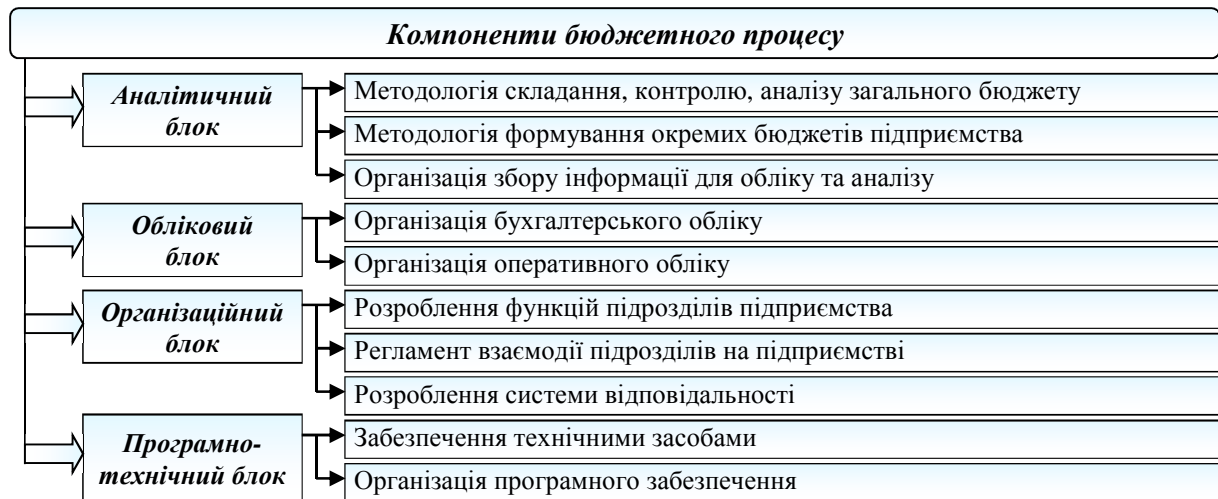 Компоненти бюджетного процесу
Аналітичний
блок
Методологія складання, контролю, аналізу загального бюджету
Методологія формування окремих бюджетів підприємства
Організація збору інформації для обліку та аналізу
Обліковий
блок
Організація бухгалтерського обліку
Організація оперативного обліку
Організаційний
блок
Розроблення функцій підрозділів підприємства
Регламент взаємодії підрозділів на підприємстві
Розроблення системи відповідальності
Програмно-
технічний блок
Забезпечення технічними засобами
Організація програмного забезпечення